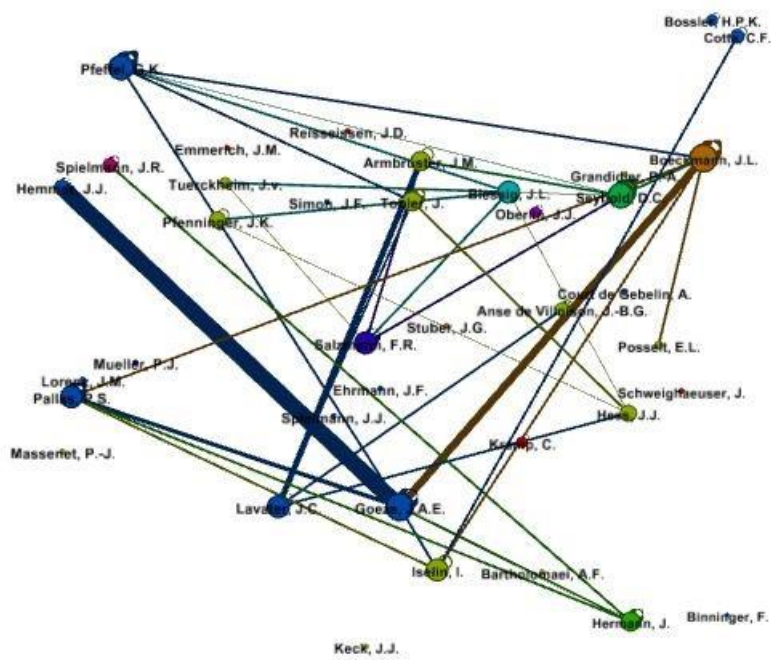 Bossler, H.P.K.
Cotta, C.F.
Pfeffel, G.K.
Reisseissen, J.D.
Emmerich, J.M.
Armbruster, J.M.
Boeckmann, J.L.
Spielmann, J.R.
Grandidier, P.-A.
Tuerckheim, J.v.
Blessig, J.L.
Hemmer, J.J.
Simon, J.F.
Tobler, J.
Seybold, D.C.
Oberlin, J.J.
Pfenninger, J.K.
Court de Gebelin, A.
Anse de Villoison, J.-B.G.
Stuber, J.G.
Salzmann, F.R.
Posselt, E.L.
Mueller, P.J.
Lorenz, J.M.
Ehrmann, J.F.
Schweighaeuser, J.
Pallas, P.S.
Spielmann, J.J.
Hess, J.J.
Kramp, C.
Massenet, P.-J.
Lavater, J.C.
Goeze, J.A.E.
Iselin, I.
Bartholomaei, A.F.
Hermann, J.
Binninger, F.
Keck, J.J.